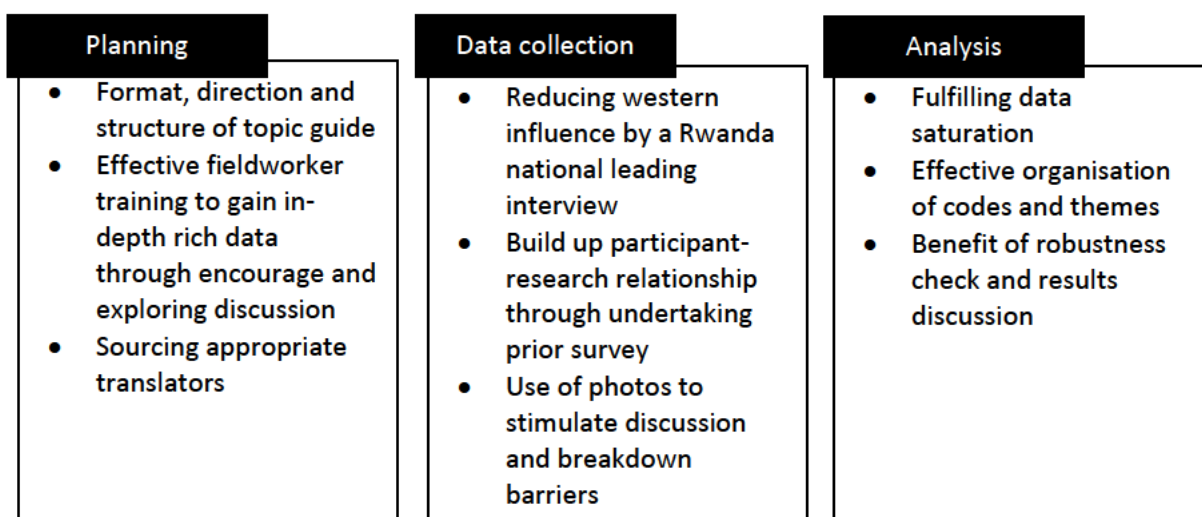 Planning
• Format, direction and
structure of topic guide
• Effective fieldworker
training to gain in-
depth rich data
through encourage and
exploring discussion
• Sourcing appropriate
translators
Data collection
• Reducing western
influence by a Rwanda
national leading
interview
• Build up participant-
research relationship
through undertaking
prior survey
• Use of photos to
stimulate discussion
and breakdown
barriers
Analysis
• Fulfilling data
saturation
• Effective organisation
of codes and themes
• Benefit of robustness
check and results
discussion